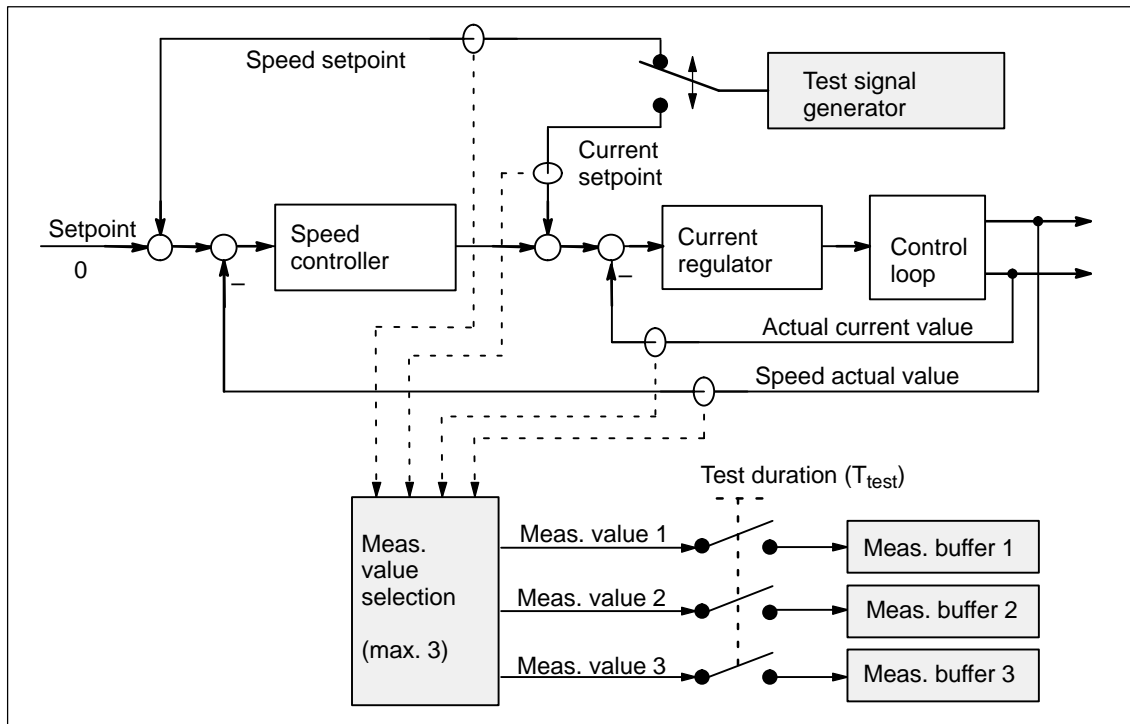 Speed setpoint
Test signal
generator
Current
setpoint
Setpoint
0
Speed
controller
Current
regulator
Control
loop
–
–
Actual current value
Speed actual value
Test duration (Ttest)
Meas.
value
selection
(max. 3)
Meas. value 1
Meas. buffer 1
Meas. value 2
Meas. buffer 2
Meas. value 3
Meas. buffer 3